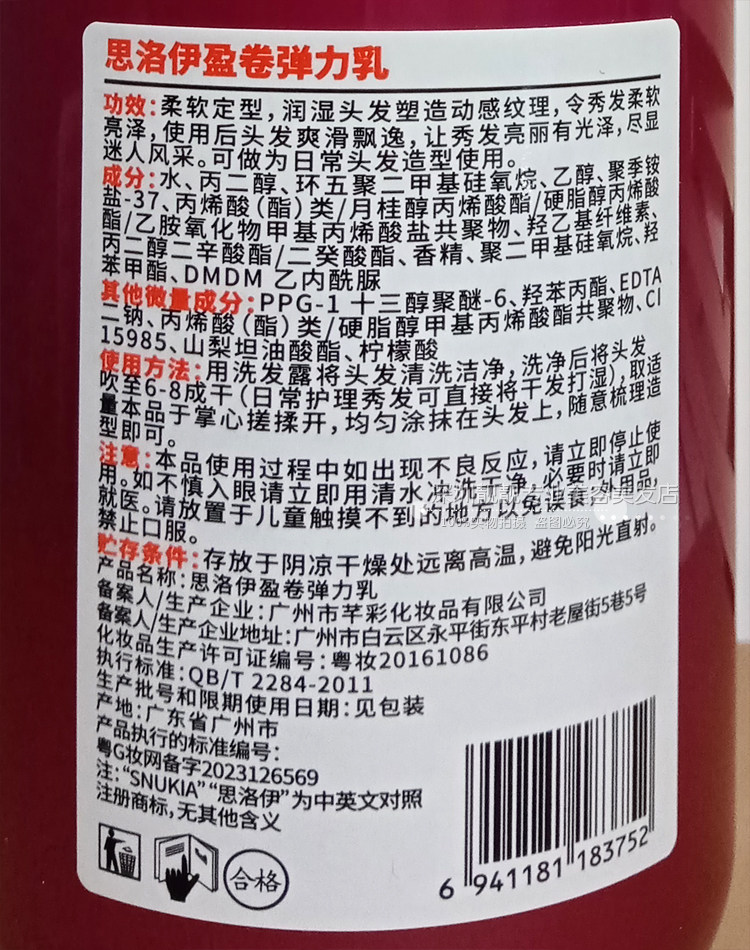 思洛伊盈卷弹力乳
功效:柔软定型,润湿头发塑造动感纹理,令秀发柔软
亮泽,使用后头发爽滑飘逸,让秀发亮丽有光泽,尽显
迷人风采。可做为日常头发造型使用。
成分:水、丙二醇、环五聚二甲基硅氧烷、乙醇、聚季铵
盐-37、丙烯酸(酯)类/月桂醇丙烯酸酯/硬脂醇丙烯酸
酯/乙胺氧化物甲基丙烯酸盐共聚物、羟乙基纤维素、
丙二醇二辛酸酯/二癸酸酯、香精、聚二甲基硅氧烷、羟
苯甲酯、DMDM 乙内酰脲
其他微量成分:PPG-1 十三醇聚醚-6、羟苯丙酯、EDTA
二钠、丙烯酸(酯)类/硬脂醇甲基丙烯酸酯共聚物、CI
15985、山梨坦油酸酯、柠檬酸
使用方法:用洗发露将头发清洗洁净,洗净后将头发
吹至6-8成干(日常护理秀发可直接将干发打湿),取适
量本品于掌心搓揉开,均匀涂抹在头发上,随意梳理造
型即可。
注意:本品使用过程中如出现不良反应,请立即停止使
用。如不慎入眼请立即用清水冲洗干净,必要时请立即
就医。请放置于儿童触摸不到的地方以免误食,外用品,
禁止口服。
贮存条件:存放于阴凉干燥处远离高温,避免阳光直射。
产品名称:思洛伊盈卷弹力乳
备案人/生产企业:广州市芊彩化妆品有限公司
备案人/生产企业地址:广州市白云区永平街东平村老屋街5巷5号
化妆品生产许可证编号:粤妆20161086
执行标准:QB/T 2284-2011
生产批号和限期使用日期:见包装
产地:广东省广州市
产品执行的标准编号:
粤G妆网备字2023126569
注:“SNUKIA”“思洛伊”为中英文对照
注册商标,无其他含义
合格
6 941181 183752
100%实物拍摄 盗图必究